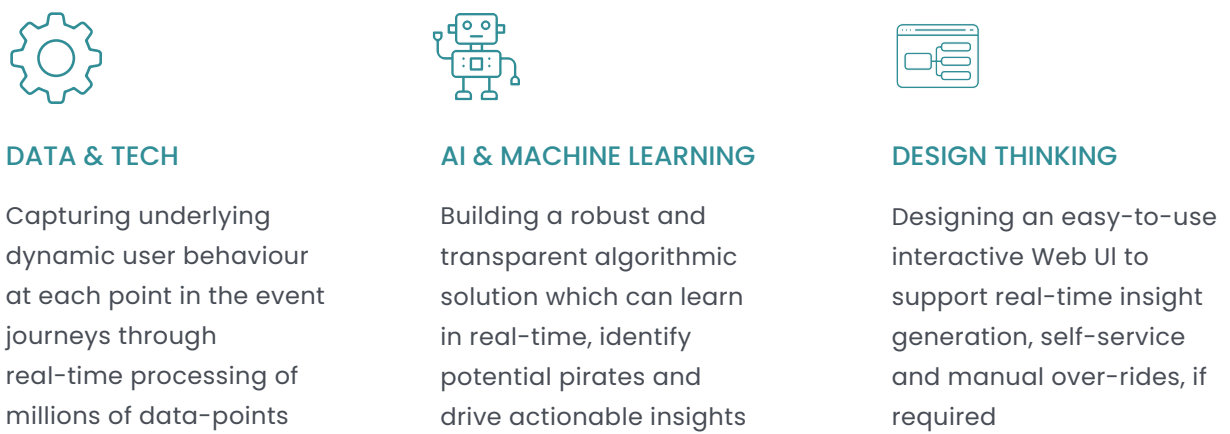 DATA & TECH
Capturing underlying
dynamic user behaviour
at each point in the event
journeys through
real-time processing of
millions of data-points
AI & MACHINE LEARNING
Building a robust and
transparent algorithmic
solution which can learn
in real-time, identify
potential pirates and
drive actionable insights
DESIGN THINKING
Designing an easy-to-use
interactive Web UI to
support real-time insight
generation, self-service
and manual over-rides, if
required